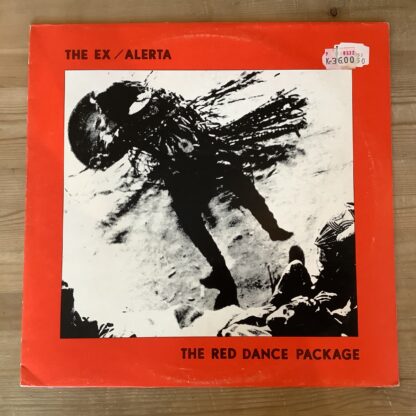 THE EX / ALERTA
THE RED DANCE PACKAGE